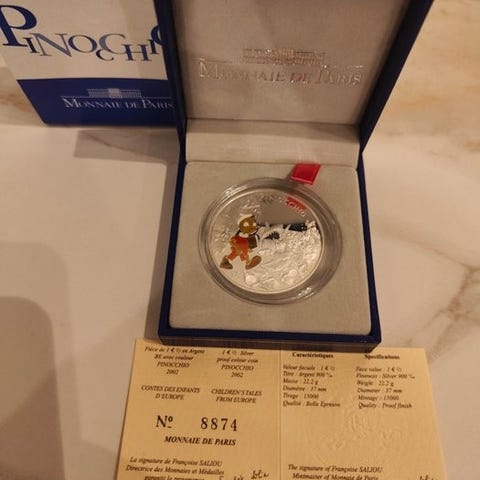 PINOCCHIO
MONNAIE DE PARIS
MONNAIE DE PARIS
Pièce de 1 € ½ en Argent
BE avec couleur
PINOCCHIO
2002
CONTES DES ENFANTS
D'EUROPE
1 € ½ Silver
proof colour coin
PINOCCHIO
2002
CHILDREN'S TALES
FROM EUROPE
Nº 8874
MONNAIE DE PARIS
La signature de Françoise SALIOU
Directrice des Monnaies et Médailles
garantit la provenance
Caractéristiques
Valeur faciale : 1 € ½
Titre : Argent 900 ‰
Masse : 22,2 g
Diamètre : 37 mm
Tirage : 15000
Qualité : Belle Epreuve
Specifications
Face value : 1 € ½
Fineness : Silver 900 ‰
Weight : 22,2 g
Diameter : 37 mm
Mintage : 15000
Quality : Proof finish
The signature of Françoise SALIOU
Mintmaster of Monnaie de Paris